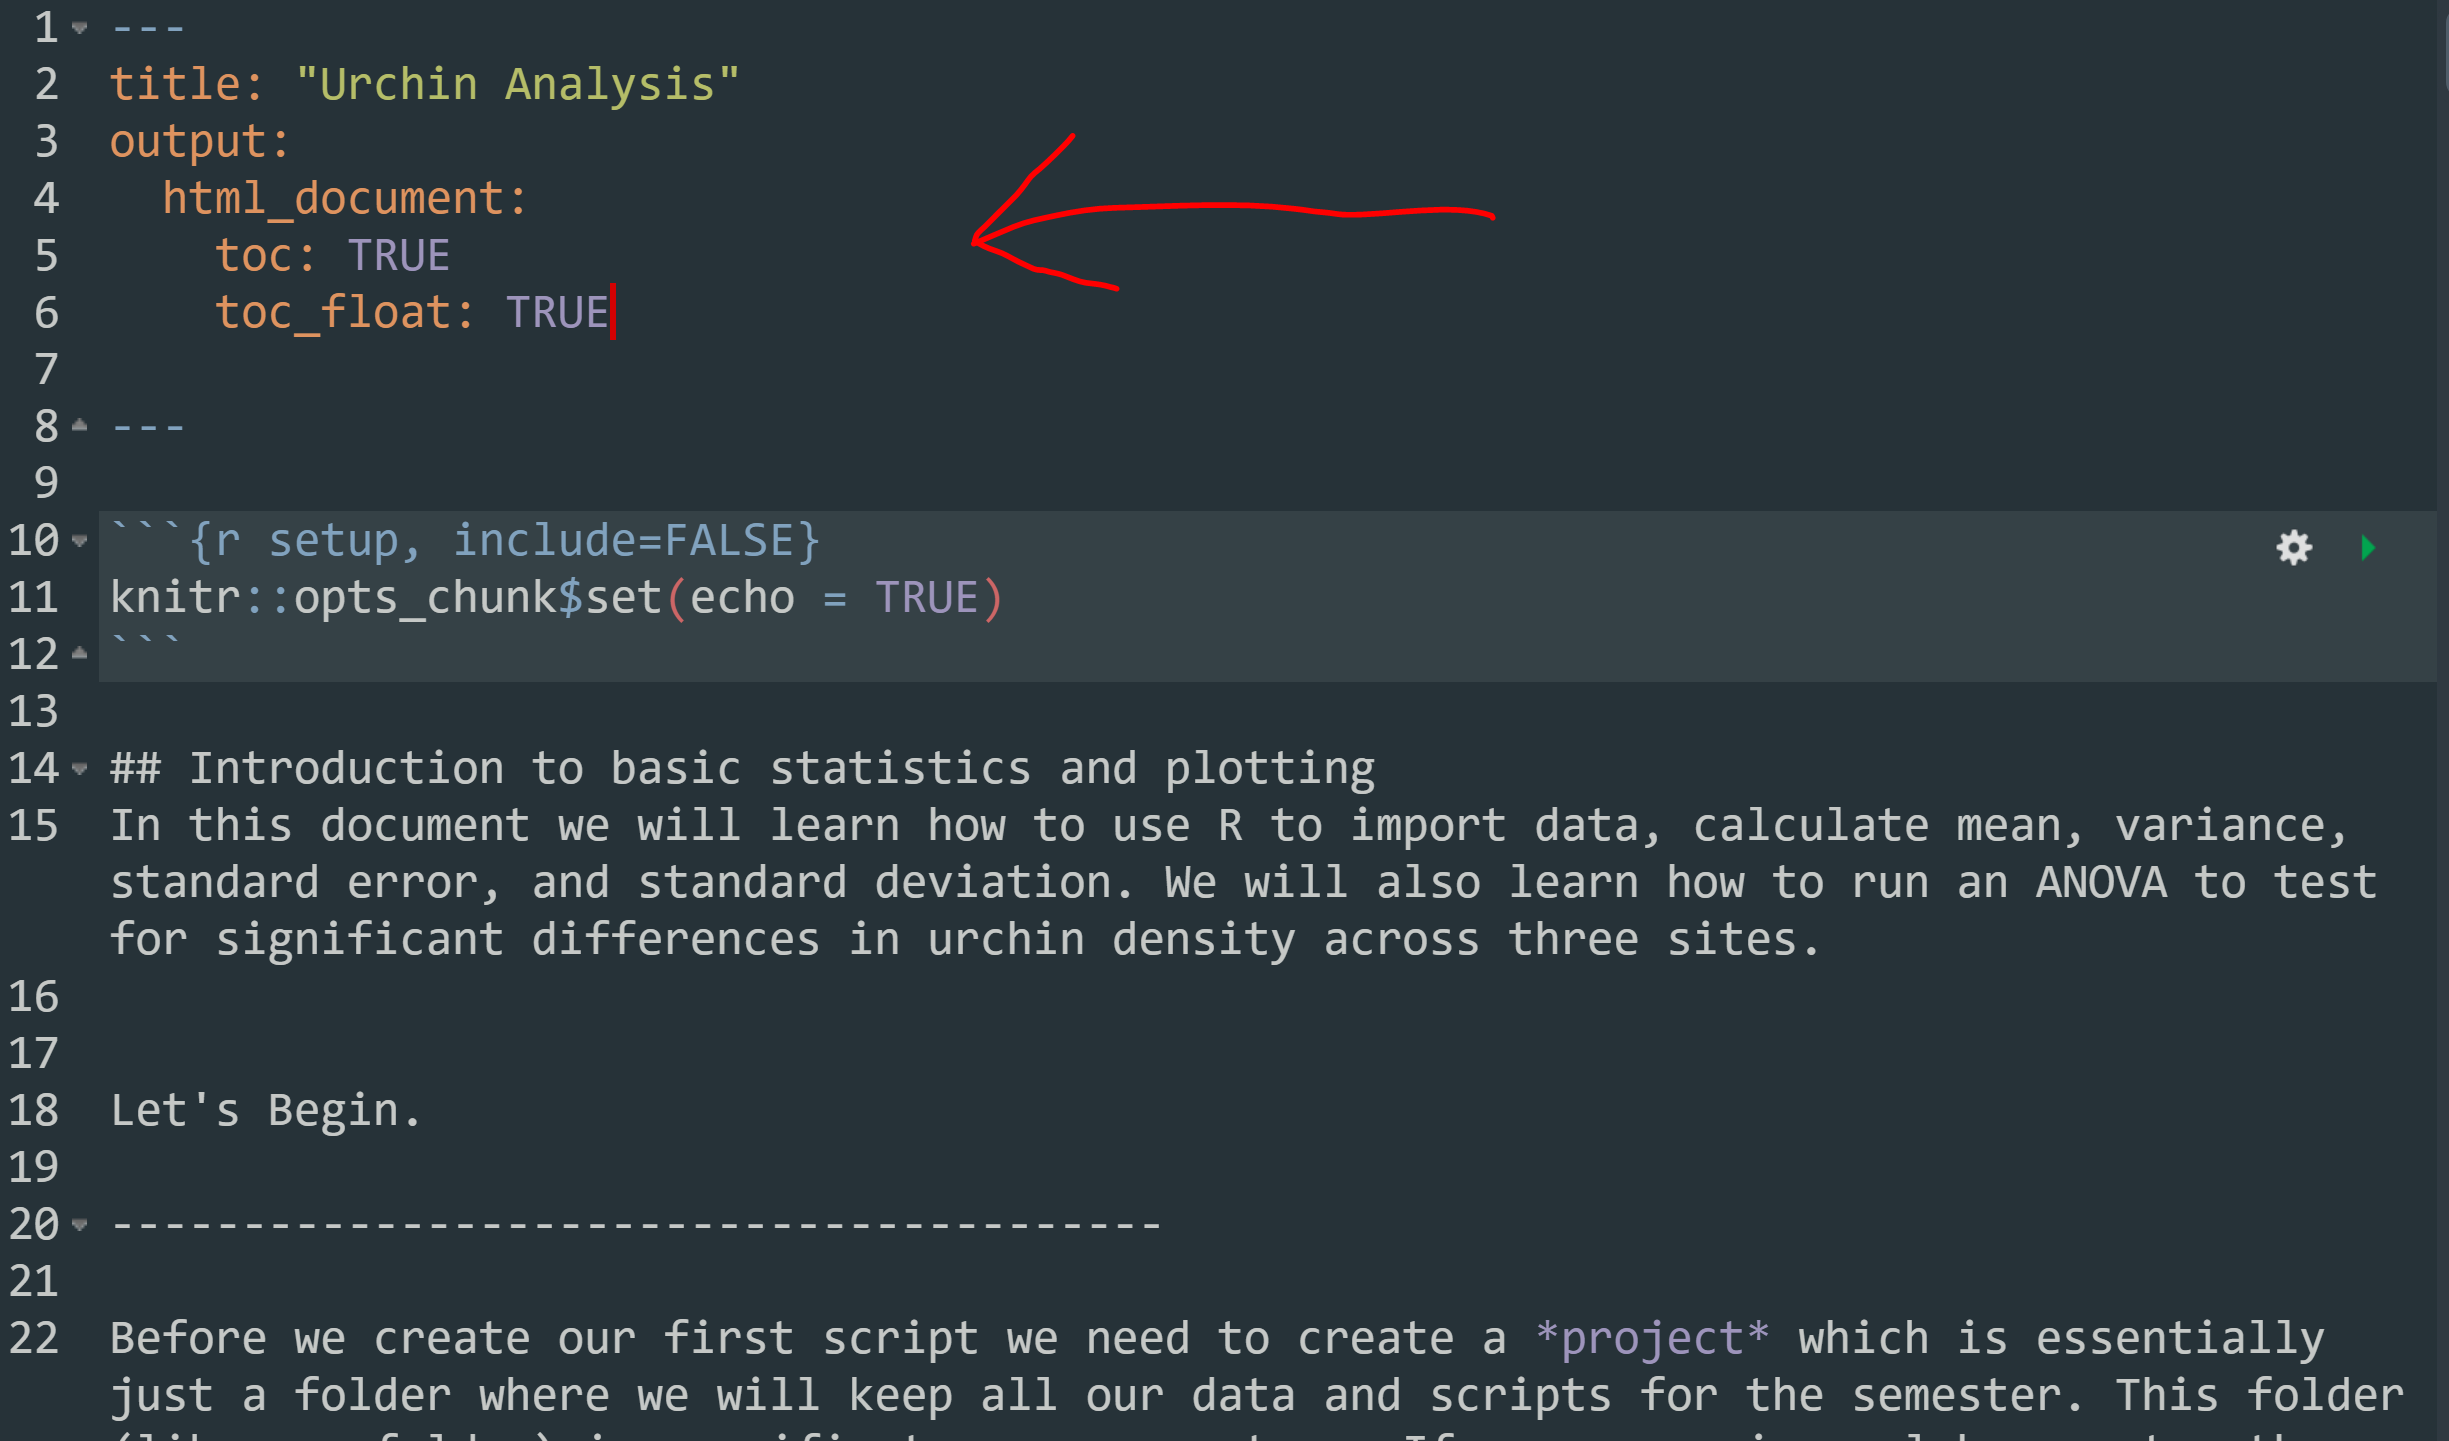 1 ---
2 title: "Urchin Analysis"
3 output:
4   html_document:
5     toc: TRUE
6     toc_float: TRUE
7
8 ---
9
10 ```{r setup, include=FALSE}
11 knitr::opts_chunk$set(echo = TRUE)
12 ```
13
14 ## Introduction to basic statistics and plotting
15 In this document we will learn how to use R to import data, calculate mean, variance,
standard error, and standard deviation. We will also learn how to run an ANOVA to test
for significant differences in urchin density across three sites.
16
17
18 Let's Begin.
19
20 ----------------------------------------
21
22 Before we create our first script we need to create a *project* which is essentially
just a folder where we will keep all our data and scripts for the semester. This folder